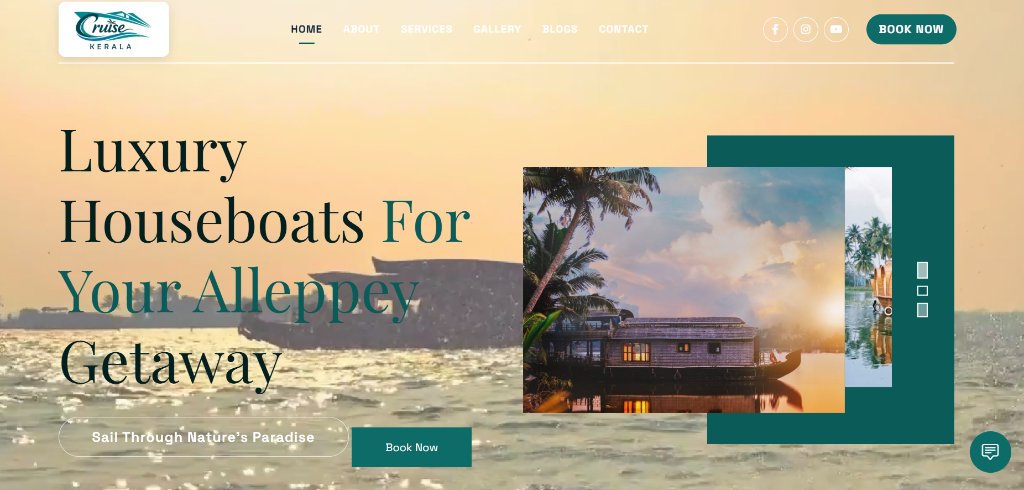 Cruise
KERALA
HOME ABOUT SERVICES GALLERY BLOGS CONTACT
BOOK NOW
Luxury
Houseboats For
Your Alleppey
Getaway
Sail Through Nature's Paradise
Book Now